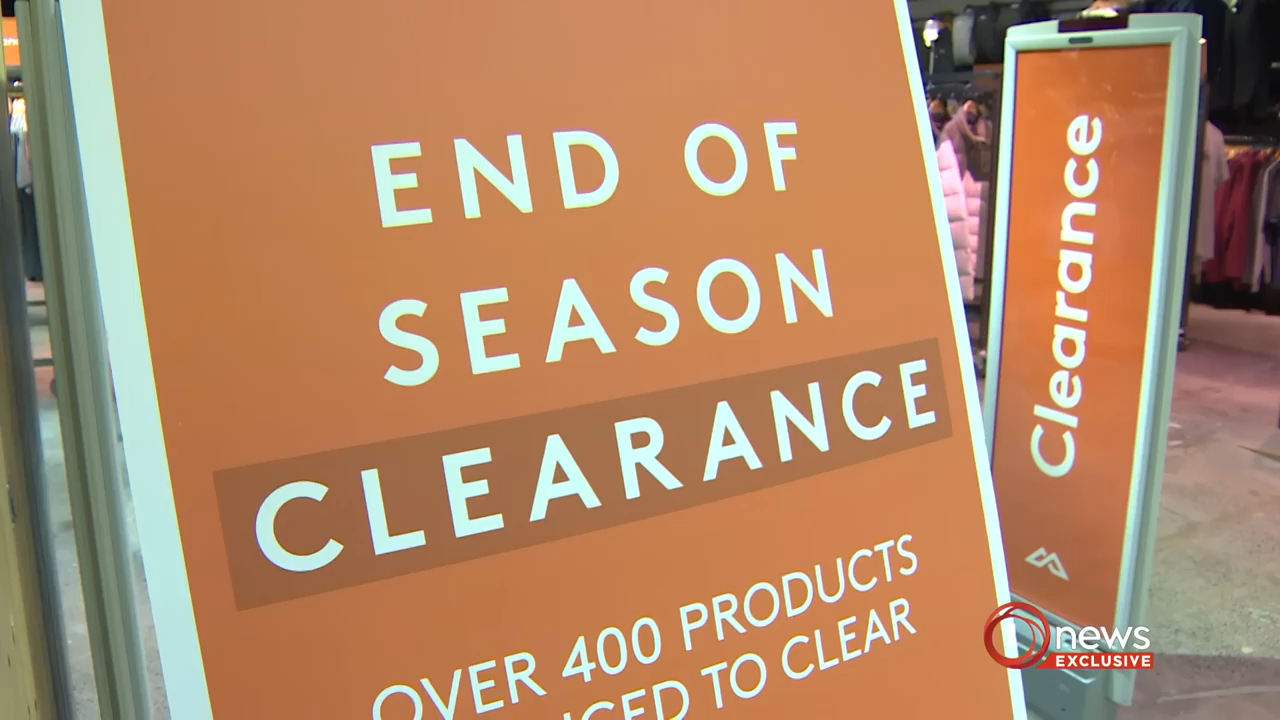 END OF
SEASON
CLEARANCE
OVER 400 PRODUCTS
TO CLEAR
Clearance
news
EXCLUSIVE